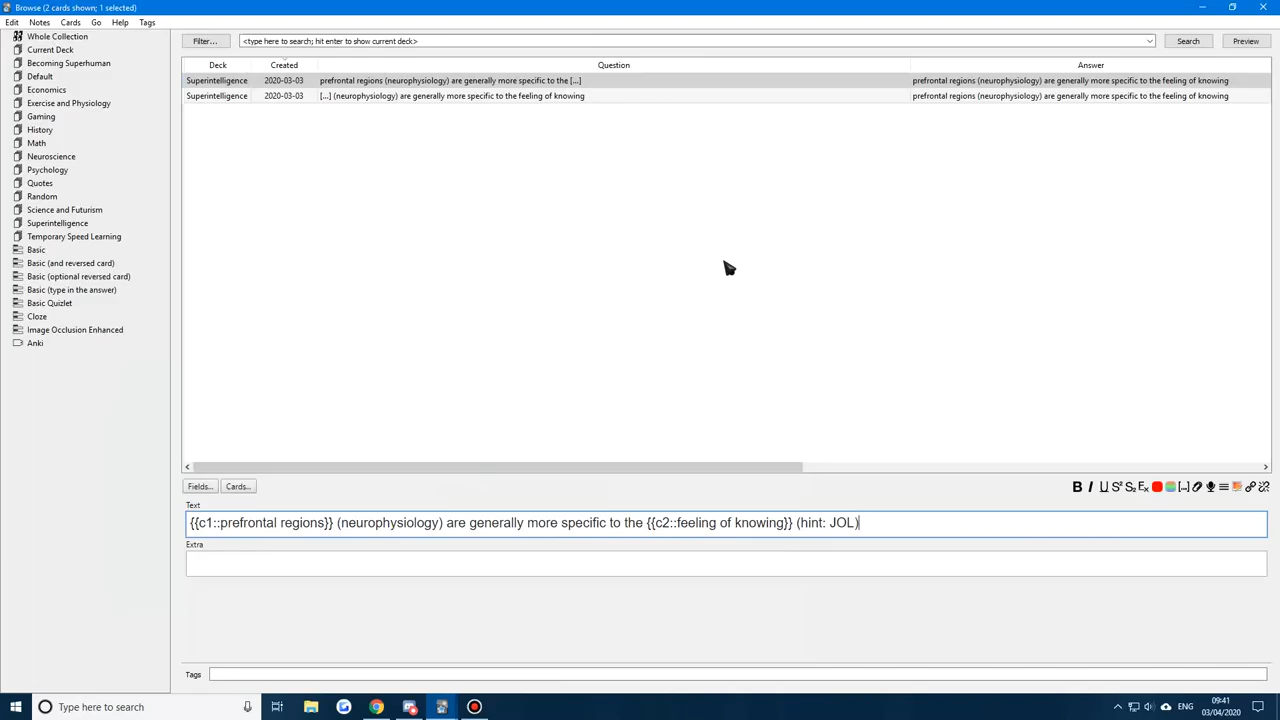 Browse (2 cards shown; 1 selected)
Edit Notes Cards Go Help Tags
Whole Collection
Current Deck
Becoming Superhuman
Default
Economics
Exercise and Physiology
Gaming
History
Math
Neuroscience
Psychology
Quotes
Random
Science and Futurism
Superintelligence
Temporary Speed Learning
Basic
Basic (and reversed card)
Basic (optional reversed card)
Basic (type in the answer)
Basic Quizlet
Cloze
Image Occlusion Enhanced
Anki
Filter... <type here to search; hit enter to show current deck> Search Preview
Deck Created Question Answer
Superintelligence 2020-03-03 prefrontal regions (neurophysiology) are generally more specific to the [...] prefrontal regions (neurophysiology) are generally more specific to the feeling of knowing
Superintelligence 2020-03-03 [...] (neurophysiology) are generally more specific to the feeling of knowing prefrontal regions (neurophysiology) are generally more specific to the feeling of knowing
Fields... Cards... B I U S² S₂ Ex [...]
Text
{{c1::prefrontal regions}} (neurophysiology) are generally more specific to the {{c2::feeling of knowing}} (hint: JOL)
Extra
Tags
Type here to search
ENG
09:41
03/04/2020